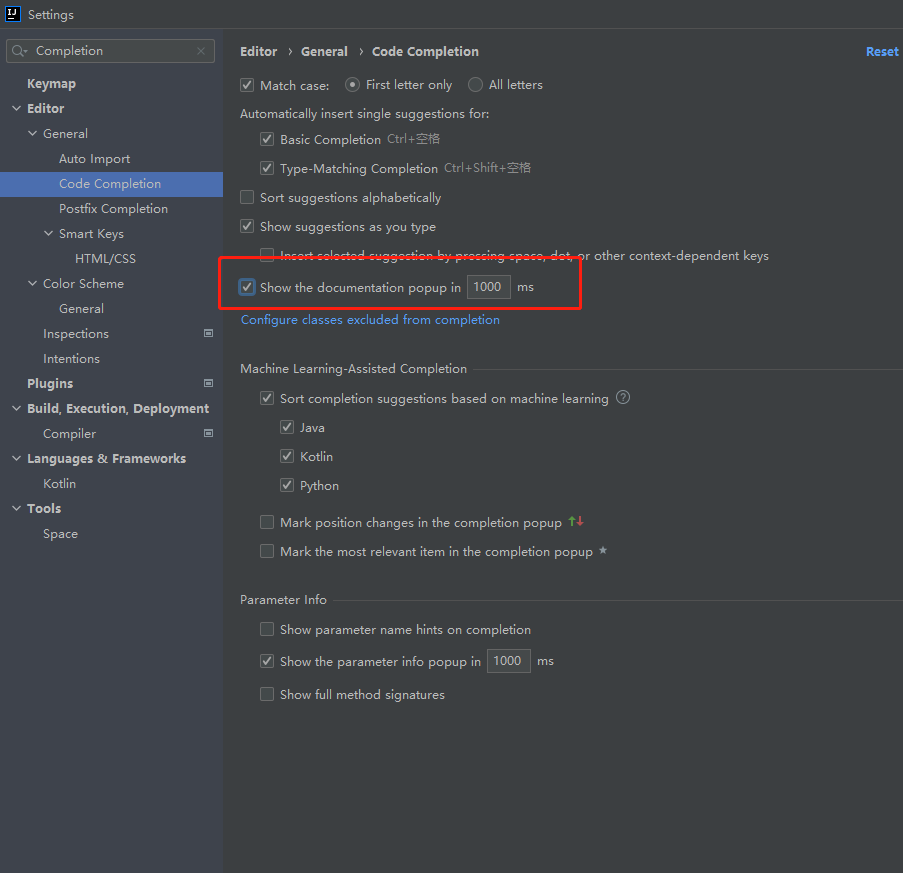 IJ
Settings
Completion
Keymap
Editor
General
Auto Import
Code Completion
Postfix Completion
Smart Keys
HTML/CSS
Color Scheme
General
Inspections
Intentions
Plugins
Build, Execution, Deployment
Compiler
Languages & Frameworks
Kotlin
Tools
Space
Editor › General › Code Completion Reset
Match case: First letter only All letters
Automatically insert single suggestions for:
Basic Completion Ctrl+空格
Type-Matching Completion Ctrl+Shift+空格
Sort suggestions alphabetically
Show suggestions as you type
Insert selected suggestion by pressing space, dot, or other context-dependent keys
Show the documentation popup in 1000 ms
Configure classes excluded from completion
Machine Learning-Assisted Completion
Sort completion suggestions based on machine learning ?
Java
Kotlin
Python
Mark position changes in the completion popup ↑↓
Mark the most relevant item in the completion popup ★
Parameter Info
Show parameter name hints on completion
Show the parameter info popup in 1000 ms
Show full method signatures